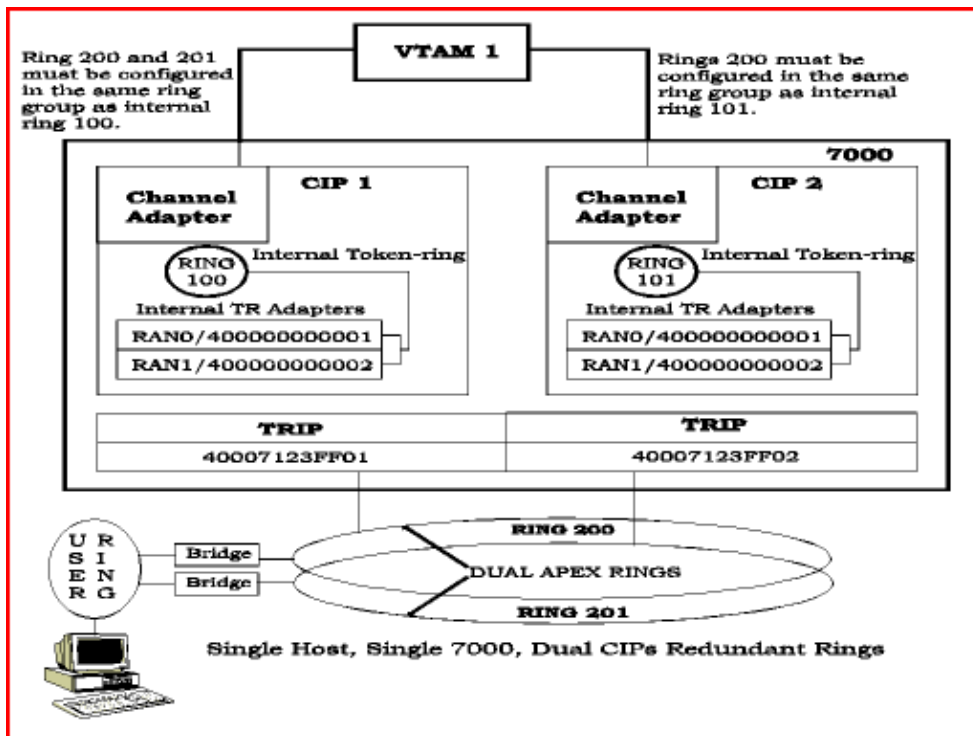 VTAM 1
Ring 200 and 201
must be configured
in the same ring
group as internal
ring 100.
Rings 200 must be
configured in the same
ring group as internal
ring 101.
7000
CIP 1
Channel
Adapter
Internal Token-ring
RING
100
Internal TR Adapters
RAN0/400000000001
RAN1/400000000002
CIP 2
Channel
Adapter
Internal Token-ring
RING
101
Internal TR Adapters
RAN0/400000000001
RAN1/400000000002
TRIP
40007123FF01
TRIP
40007123FF02
USER
RING
Bridge
Bridge
RING 200
DUAL APEX RINGS
RING 201
Single Host, Single 7000, Dual CIPs Redundant Rings